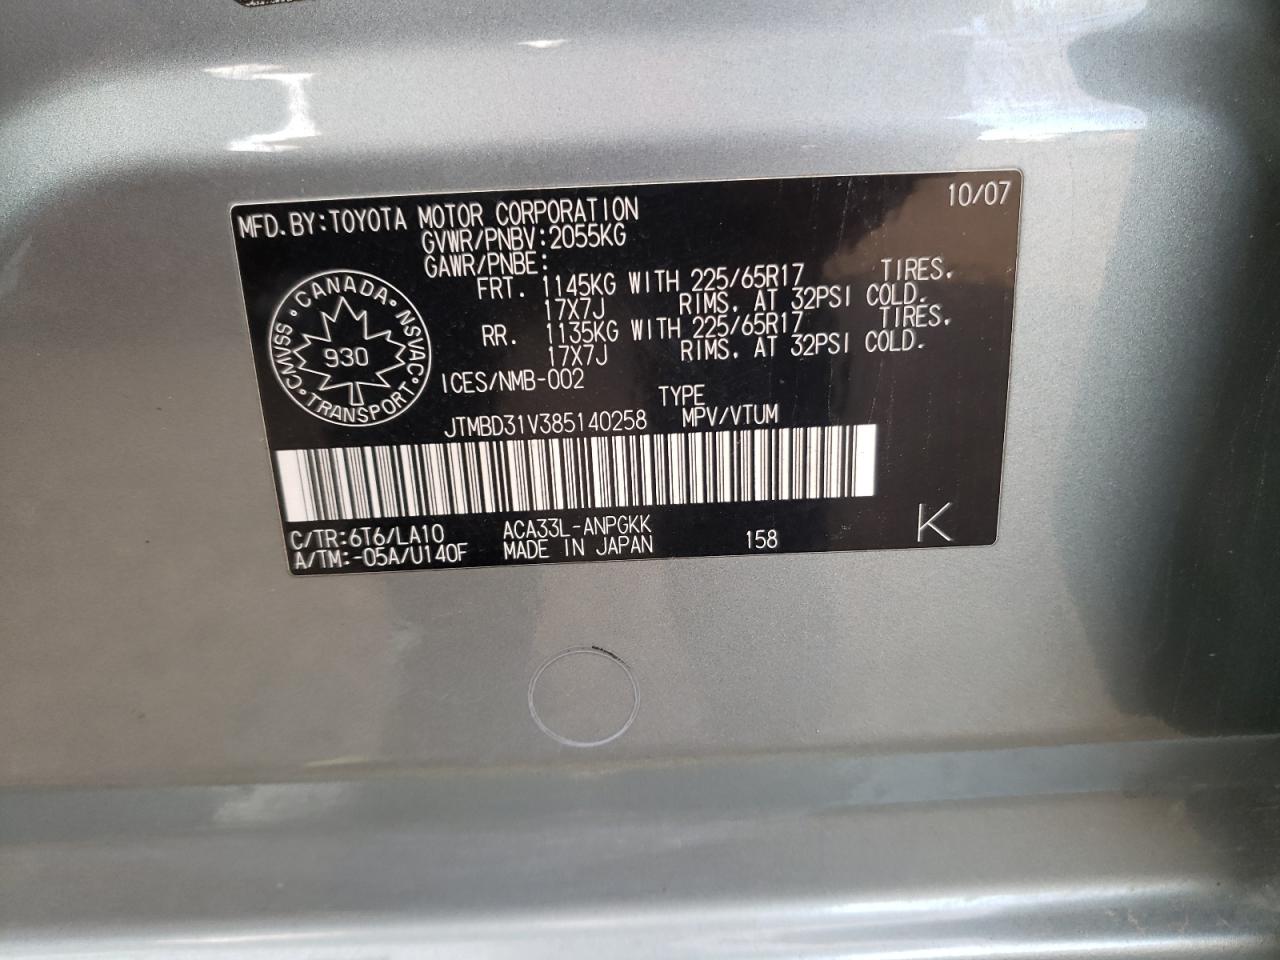 10/07
MFD.BY:TOYOTA MOTOR CORPORATION
GVWR/PNBV:2055KG
GAWR/PNBE:
FRT. 1145KG WITH 225/65R17 TIRES.
17X7J RIMS. AT 32PSI COLD.
RR. 1135KG WITH 225/65R17 TIRES.
17X7J RIMS. AT 32PSI COLD.
CANADA
CMVSS NSVAC
930
TRANSPORT
ICES/NMB-002
TYPE
JTMBD31V385140258 MPV/VTUM
C/TR:6T6/LA10 ACA33L-ANPGKK
A/TM:-05A/U140F MADE IN JAPAN 158 K